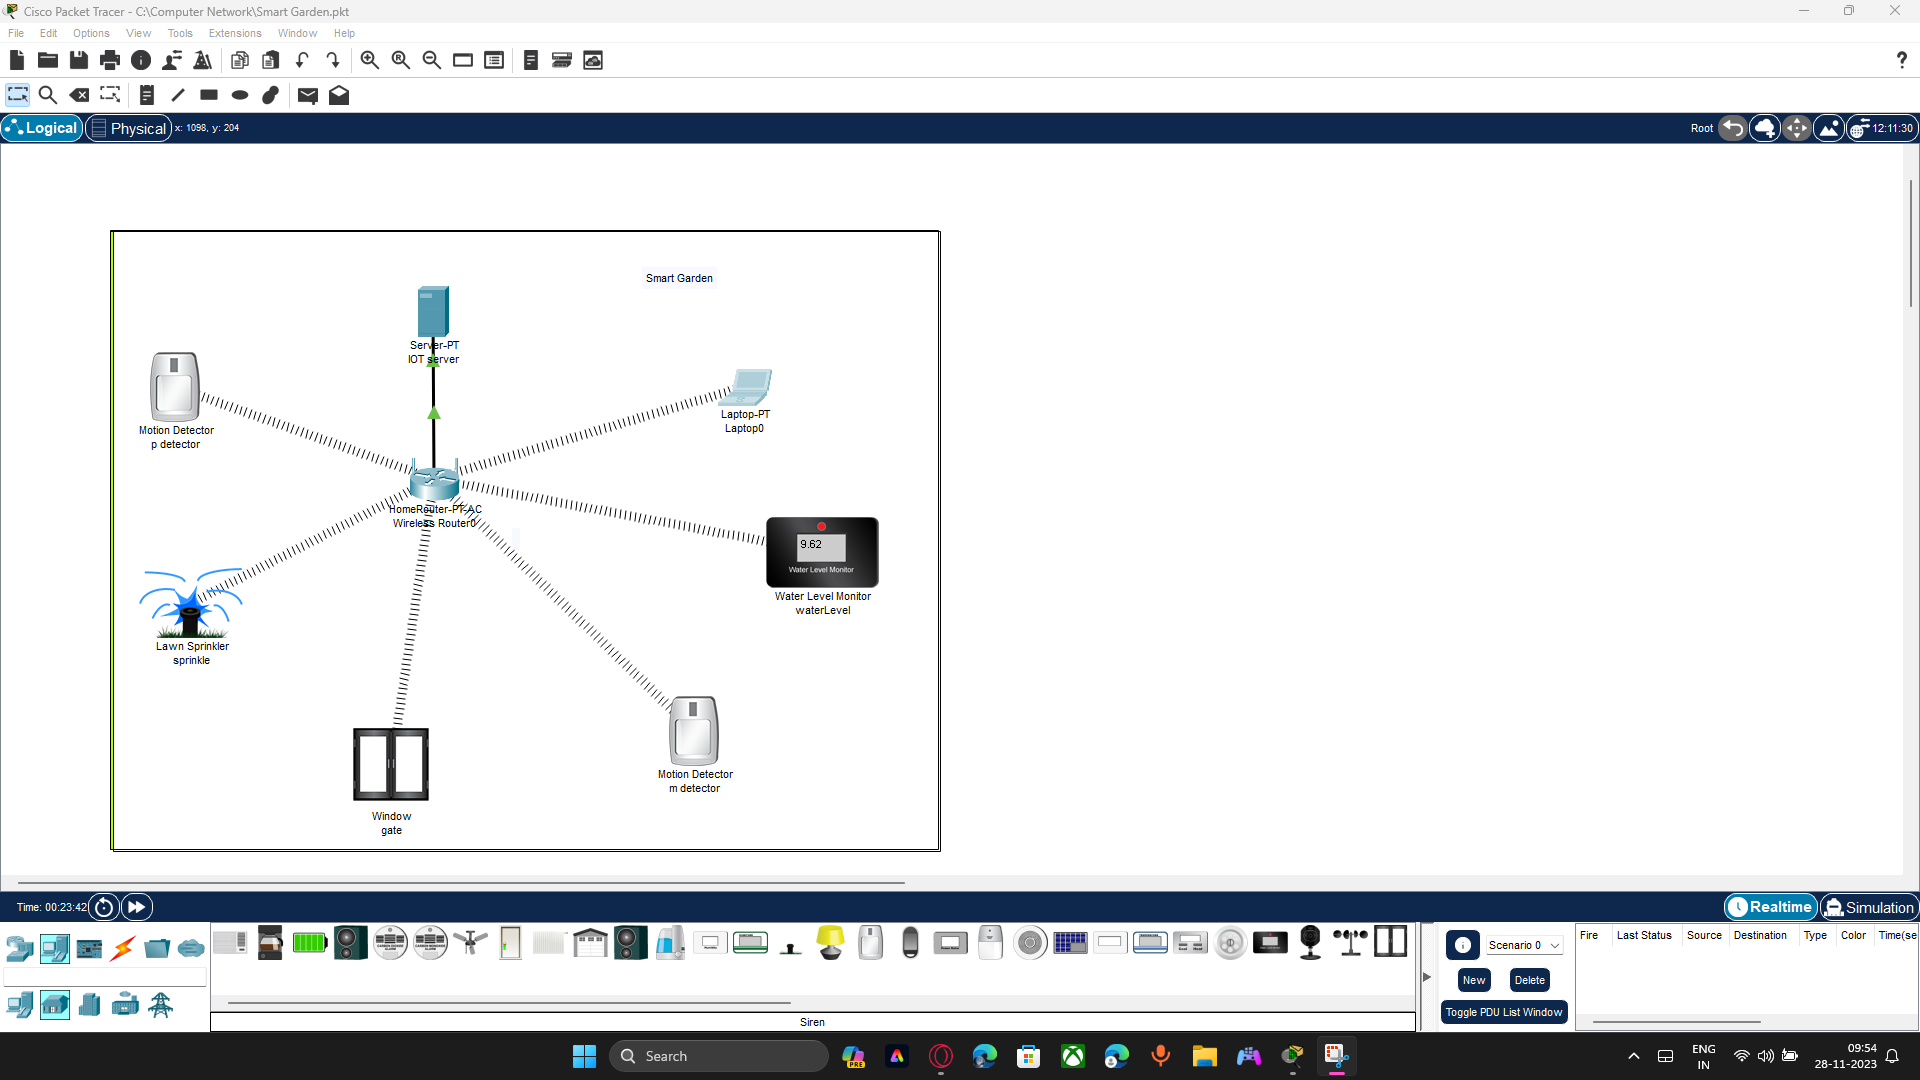 Cisco Packet Tracer - C:\Computer Network\Smart Garden.pkt
File Edit Options View Tools Extensions Window Help
Logical Physical x: 1098, y: 204 Root 12:11:30
Smart Garden
Server-PT
IOT server
Motion Detector
p detector
Laptop-PT
Laptop0
HomeRouter-PT-AC
Wireless Router0
9.62
Water Level Monitor
Water Level Monitor
waterLevel
Lawn Sprinkler
sprinkle
Motion Detector
m detector
Window
gate
Time: 00:23:42 Realtime Simulation
Scenario 0
New Delete
Toggle PDU List Window
Fire Last Status Source Destination Type Color Time(se
Siren
Search
PRE
ENG
IN
09:54
28-11-2023